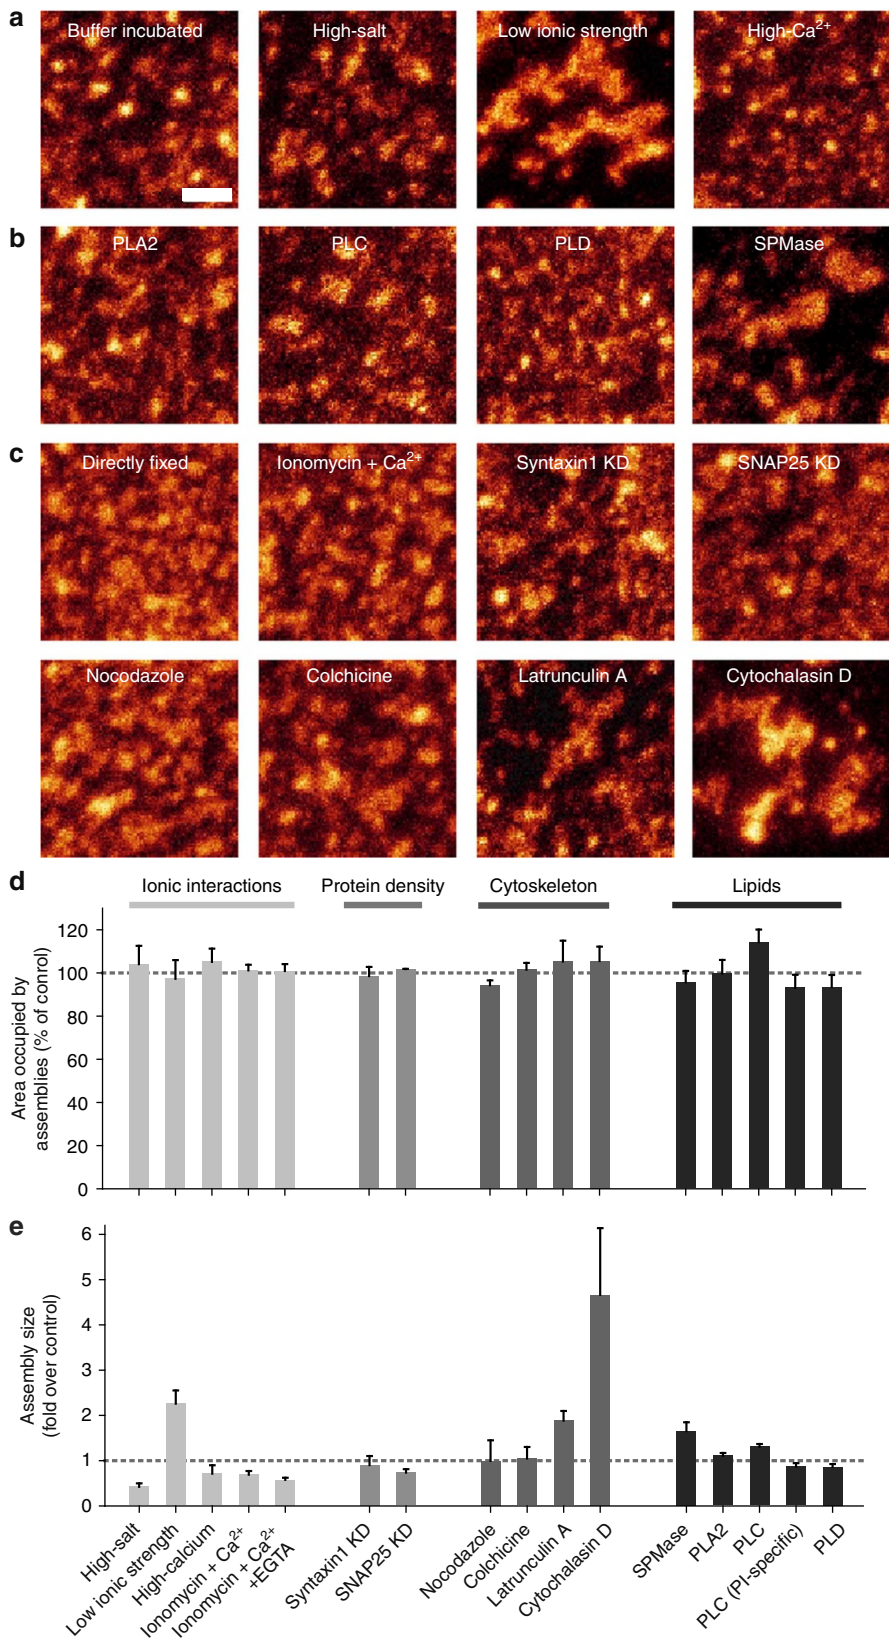 a
Buffer incubated
High-salt
Low ionic strength
High-Ca²⁺
b
PLA2
PLC
PLD
SPMase
c
Directly fixed
Ionomycin + Ca²⁺
Syntaxin1 KD
SNAP25 KD
Nocodazole
Colchicine
Latrunculin A
Cytochalasin D
d
Ionic interactions
Protein density
Cytoskeleton
Lipids
Area occupied by
assemblies (% of conrol)
120
100
80
60
40
20
0
e
Assembly size
(fold over control)
6
5
4
3
2
1
0
High-salt
Low ionic strength
High-calcium
Ionomycin + Ca²⁺
Ionomycin + Ca²⁺
+EGTA
Syntaxin1 KD
SNAP25 KD
Nocodazole
Colchicine
Latrunculin A
Cytochalasin D
SPMase
PLA2
PLC
PLC (PI-specific)
PLD